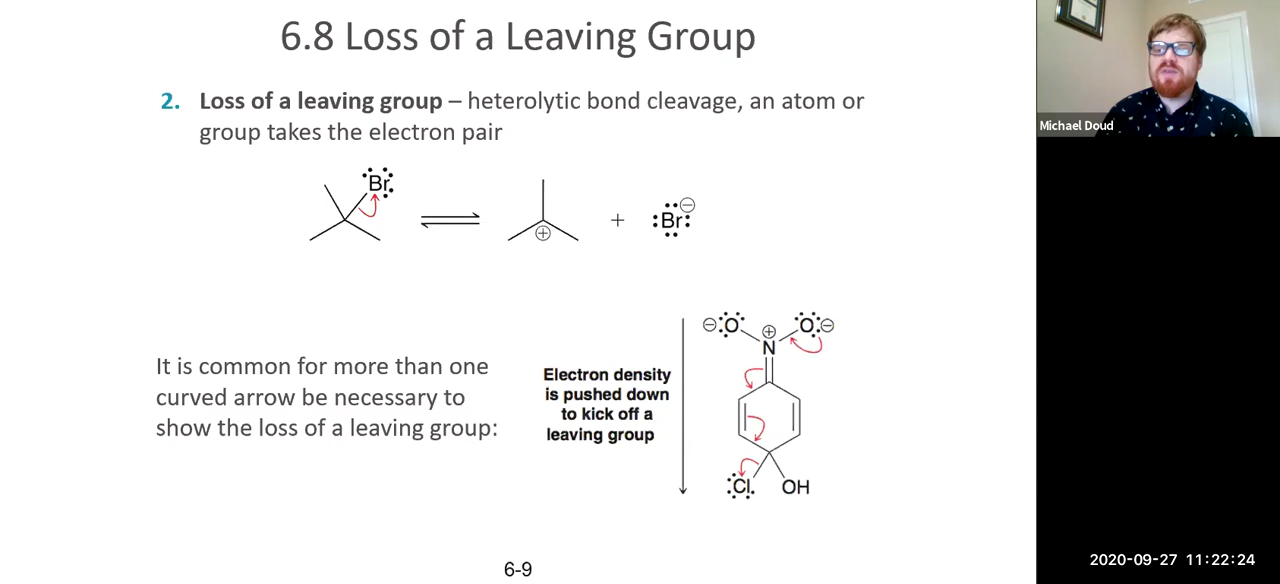 6.8 Loss of a Leaving Group
2. Loss of a leaving group – heterolytic bond cleavage, an atom or
group takes the electron pair
Br
⊕
+
Br
⊖
It is common for more than one
curved arrow be necessary to
show the loss of a leaving group:
Electron density
is pushed down
to kick off a
leaving group
⊖ O
⊕
O ⊖
N
Cl
OH
6-9
Michael Doud
2020-09-27 11:22:24